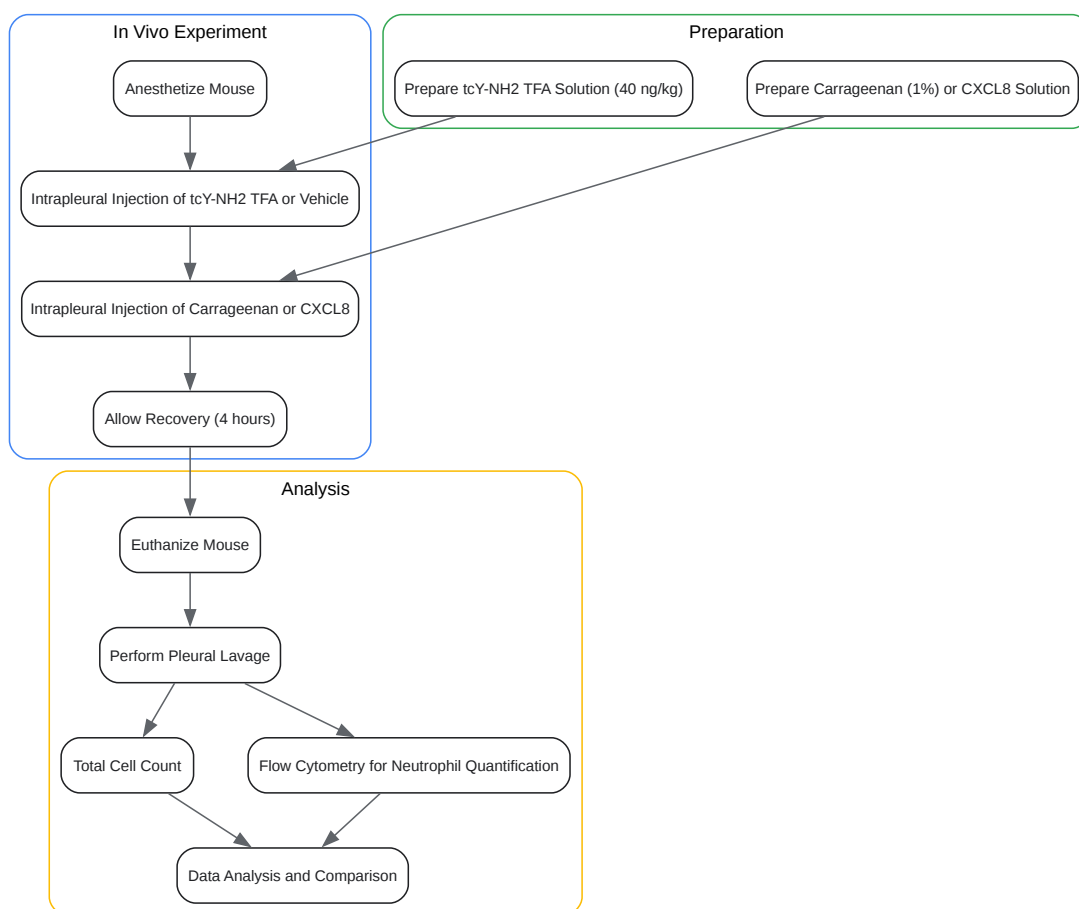 In Vivo Experiment
Preparation
Anesthetize Mouse
Prepare tcY-NH2 TFA Solution (40 ng/kg)
Prepare Carrageenan (1%) or CXCL8 Solution
Intrapleural Injection of tcY-NH2 TFA or Vehicle
Intrapleural Injection of Carrageenan or CXCL8
Allow Recovery (4 hours)
Analysis
Euthanize Mouse
Perform Pleural Lavage
Total Cell Count
Flow Cytometry for Neutrophil Quantification
Data Analysis and Comparison